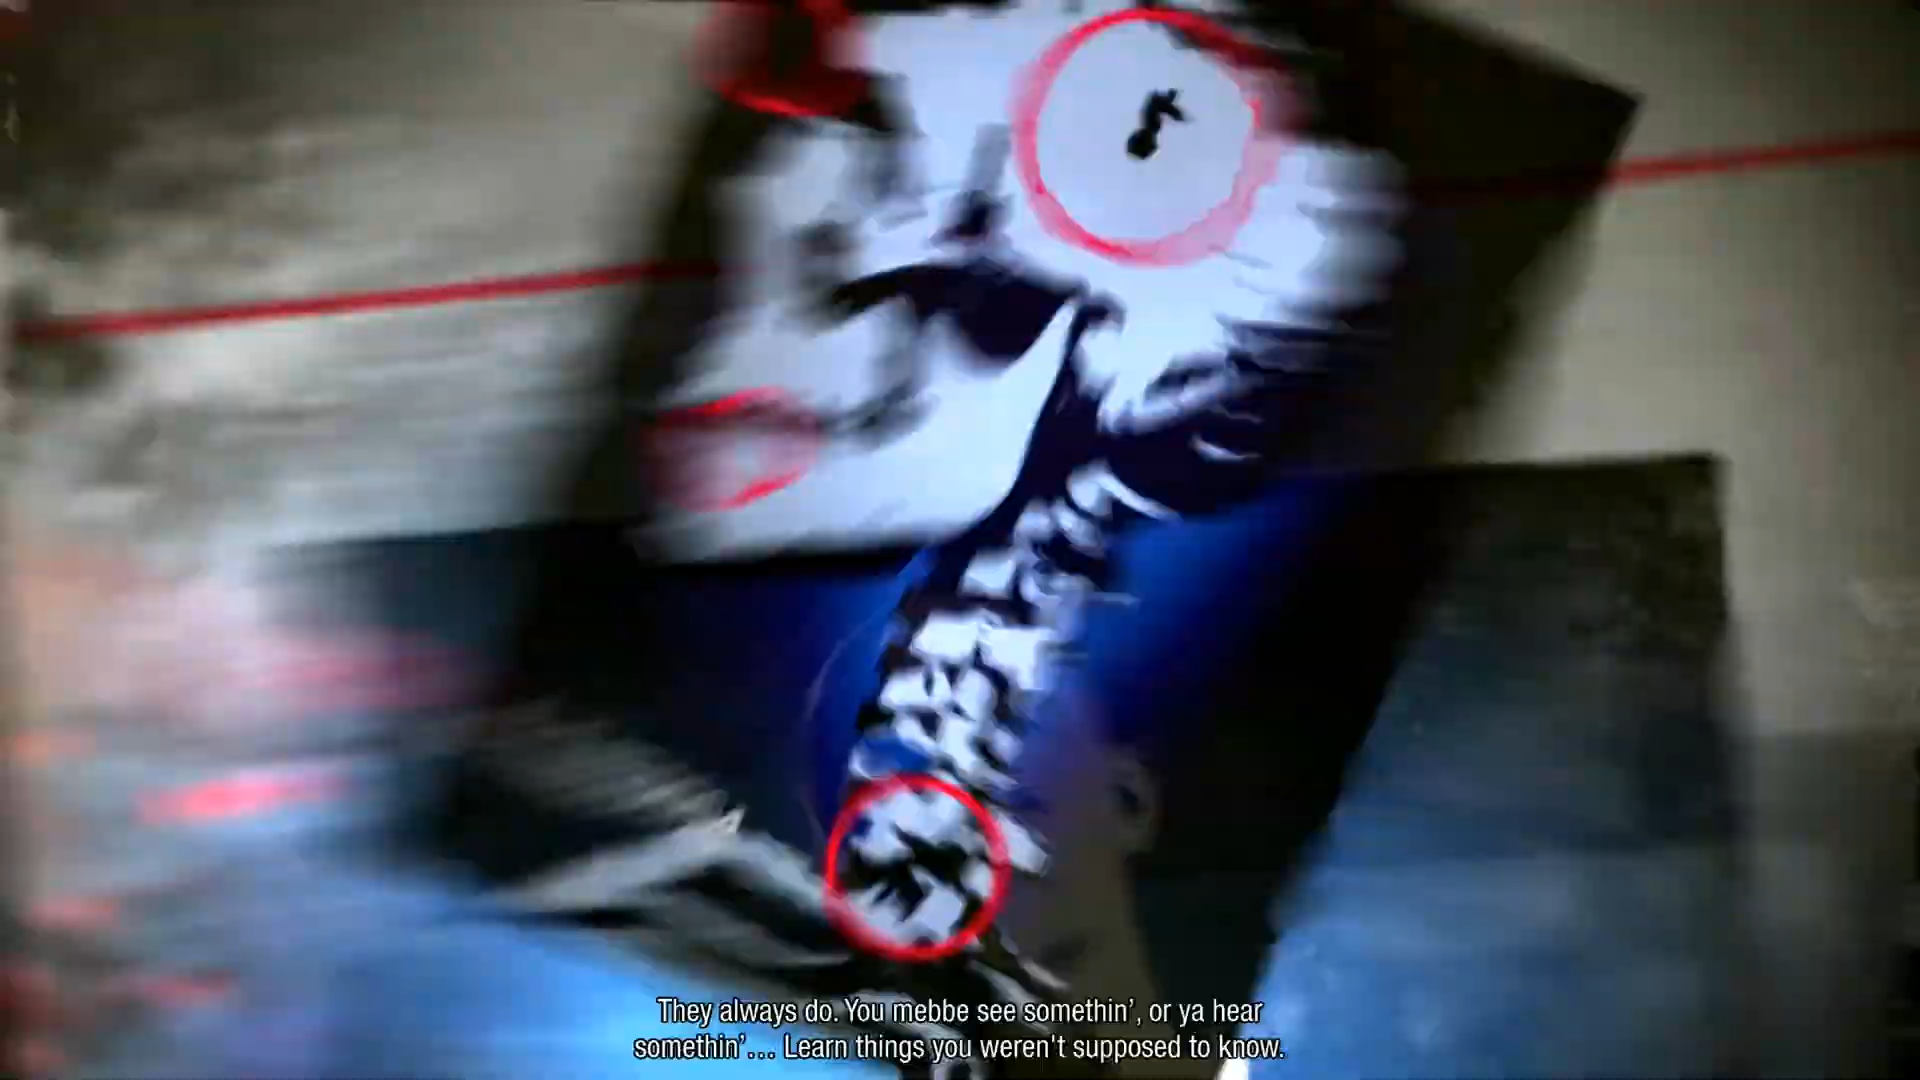 They always do. You mebbe see somethin’, or ya hear
somethin’… Learn things you weren't supposed to know.